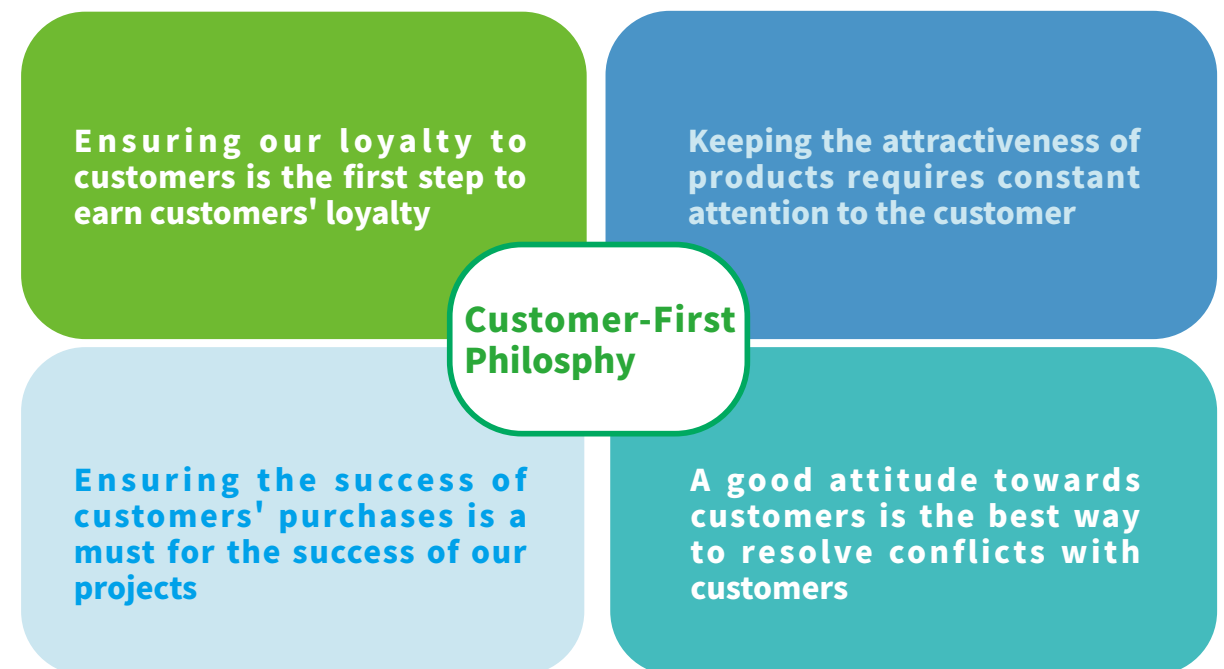 Ensuring our loyalty to
customers is the first step to
earn customers' loyalty
Keeping the attractiveness of
products requires constant
attention to the customer
Customer-First
Philosphy
Ensuring the success of
customers' purchases is a
must for the success of our
projects
A good attitude towards
customers is the best way
to resolve conflicts with
customers